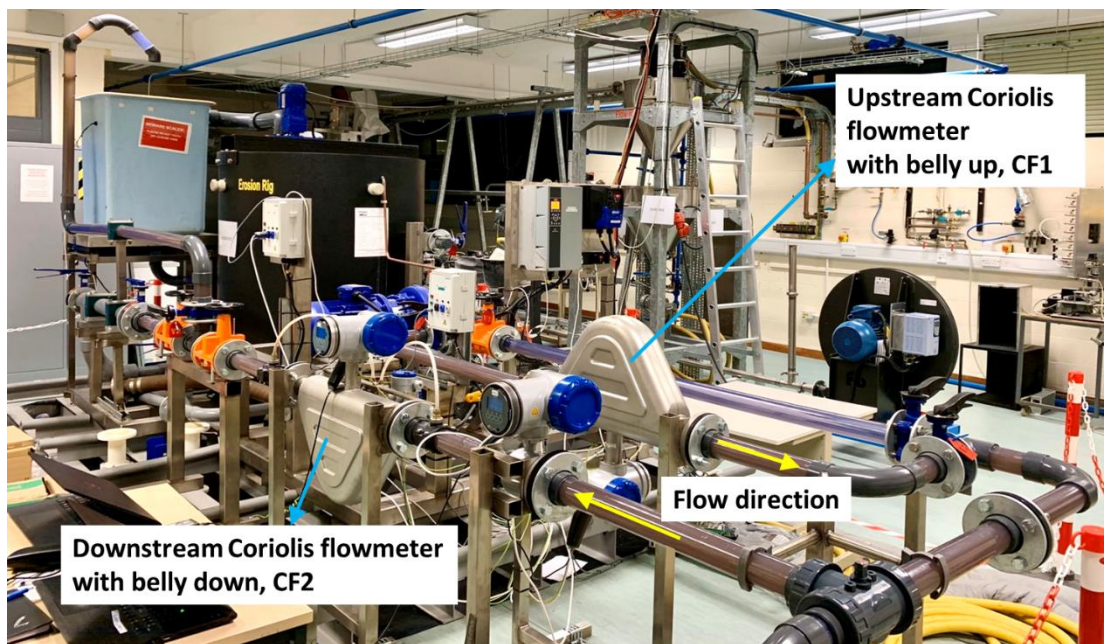 Upstream Coriolis
flowmeter
with belly up, CF1
Erosion Rig
Flow direction
Downstream Coriolis flowmeter
with belly down, CF2